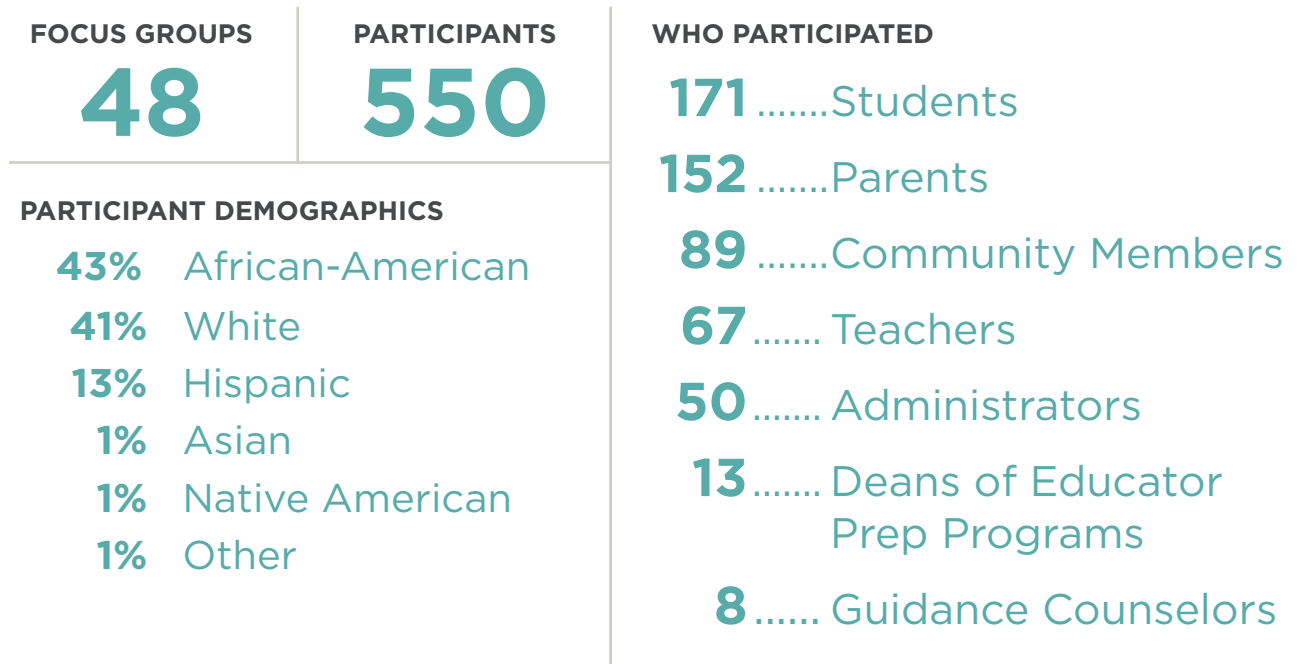 FOCUS GROUPS
48
PARTICIPANTS
550
PARTICIPANT DEMOGRAPHICS
43% African-American
41% White
13% Hispanic
1% Asian
1% Native American
1% Other
WHO PARTICIPATED
171.......Students
152.......Parents
89.......Community Members
67....... Teachers
50....... Administrators
13....... Deans of Educator
Prep Programs
8...... Guidance Counselors